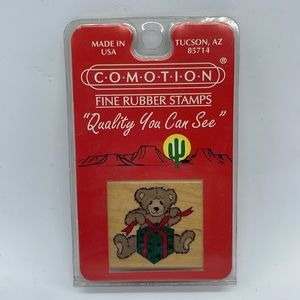 MADE IN
USA
TUCSON, AZ
85714
COMOTION®
FINE RUBBER STAMPS
"Quality You Can See"